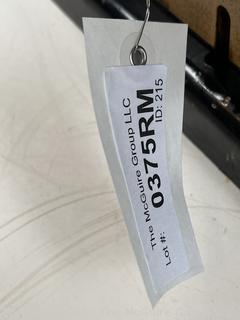 The McGuire Group LLC
Lot #: 0375RM
ID: 215